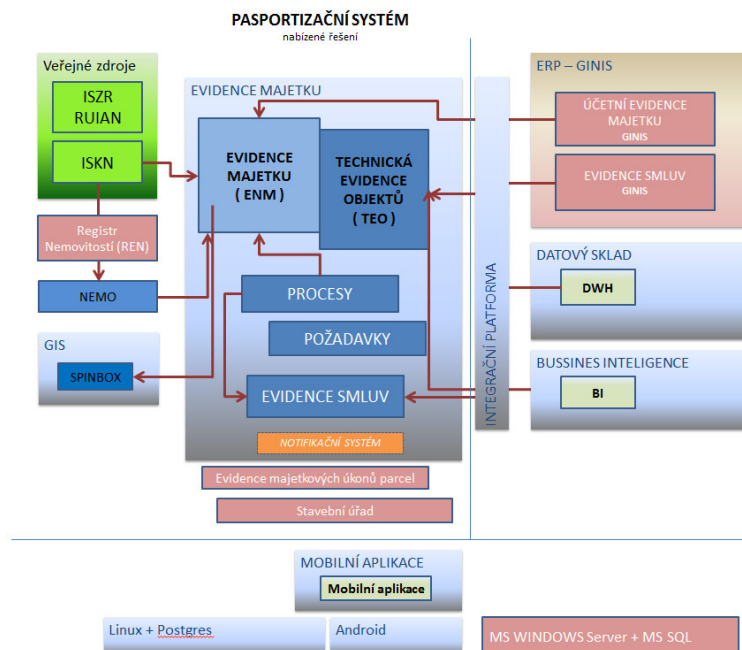 PASPORTIZAČNÍ SYSTÉM
nabízené řešení
Veřejné zdroje
ISZR
RUIAN
ISKN
Registr
Nemovitostí (REN)
NEMO
GIS
SPINBOX
EVIDENCE MAJETKU
EVIDENCE
MAJETKU
( ENM )
TECHNICKÁ
EVIDENCE
OBJEKTŮ
( TEO )
PROCESY
POŽADAVKY
EVIDENCE SMLUV
NOTIFIKAČNÍ SYSTÉM
Evidence majetkových úkonů parcel
Stavební úřad
INTEGRAČNÍ PLATFORMA
ERP – GINIS
ÚČETNÍ EVIDENCE
MAJETKU
GINIS
EVIDENCE SMLUV
GINIS
DATOVÝ SKLAD
DWH
BUSSINES INTELIGENCE
BI
MOBILNÍ APLIKACE
Mobilní aplikace
Linux + Postgres
Android
MS WINDOWS Server + MS SQL